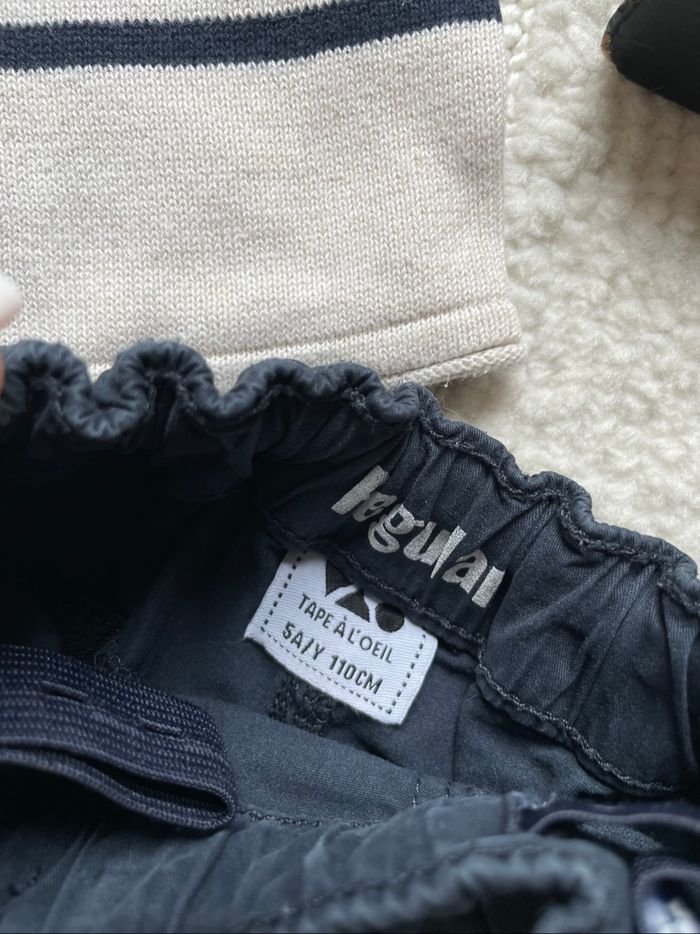 regular
TAPE À L'OEIL
5A/Y 110CM